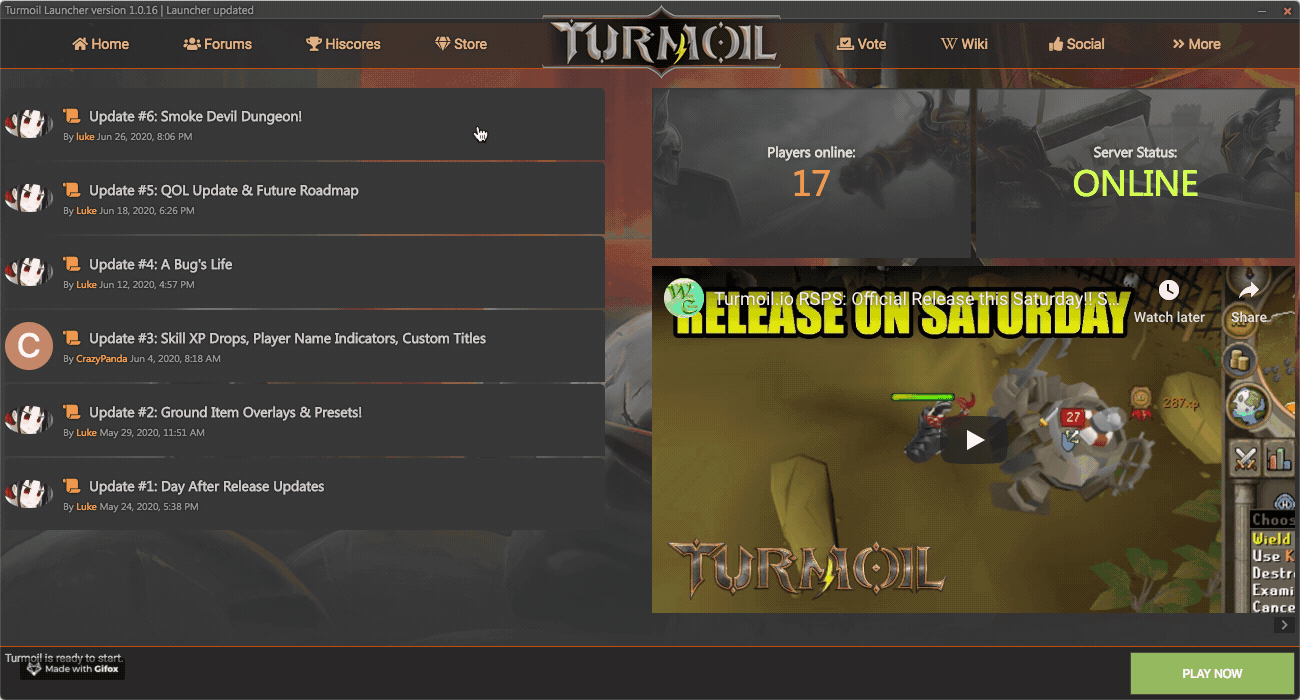 Turmoil Launcher version 1.0.16 | Launcher updated
Home Forums Hiscores Store TURMOIL Vote Wiki Social More
Update #6: Smoke Devil Dungeon!
By luke Jun 26, 2020, 8:06 PM
Update #5: QOL Update & Future Roadmap
By Luke Jun 18, 2020, 6:26 PM
Update #4: A Bug's Life
By Luke Jun 12, 2020, 4:57 PM
C
Update #3: Skill XP Drops, Player Name Indicators, Custom Titles
By CrazyPanda Jun 4, 2020, 8:18 AM
Update #2: Ground Item Overlays & Presets!
By Luke May 29, 2020, 11:51 AM
Update #1: Day After Release Updates
By Luke May 24, 2020, 5:38 PM
Players online:
17
Server Status:
ONLINE
Turmoil.io RSPS: Official Release this Saturday!! S...
Watch later
Share
RELEASE ON SATURDAY
287xp
27
TURMOIL
Choos
Wield
Use K
Destr
Exami
Cance
Turmoil is ready to start.
Made with Gifox
PLAY NOW